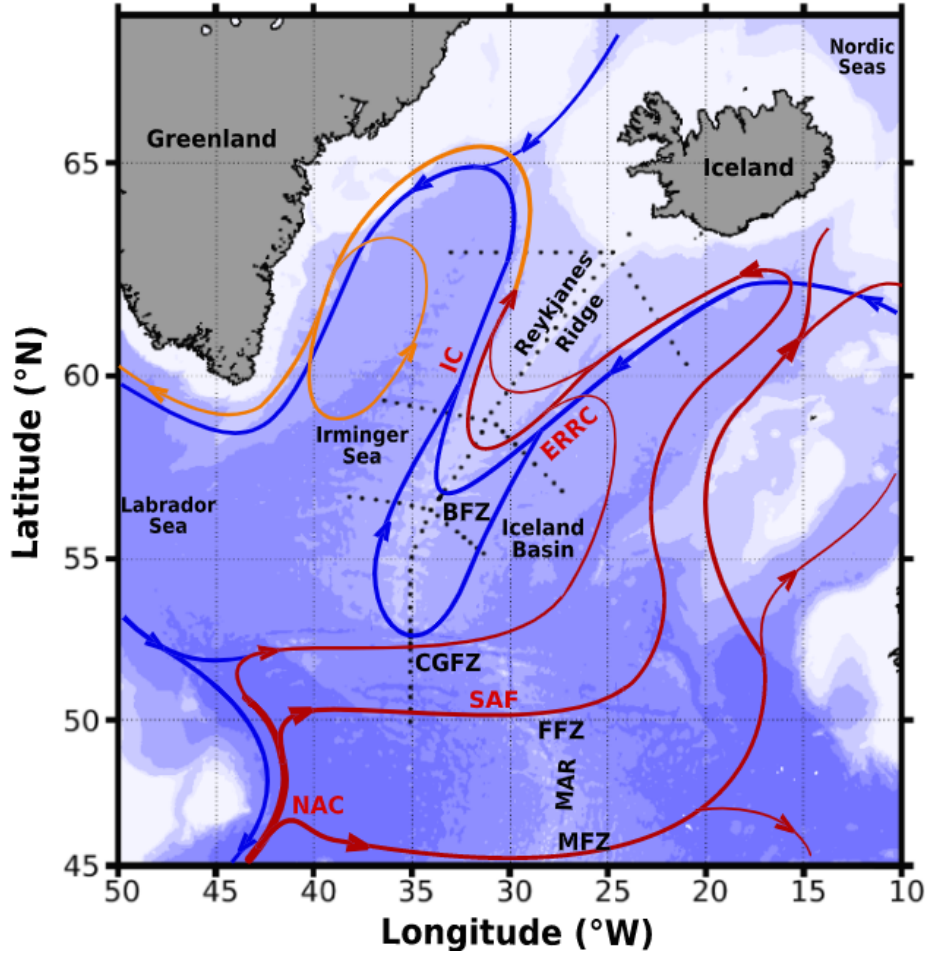 Nordic
Seas
Greenland
Iceland
65
Reykjanes
Ridge
IC
60
ERRC
Irminger
Sea
Labrador
Sea
BFZ
Iceland
Basin
55
CGFZ
SAF
50
FFZ
MAR
NAC
MFZ
45
50 45 40 35 30 25 20 15 10
Latitude (°N)
Longitude (°W)